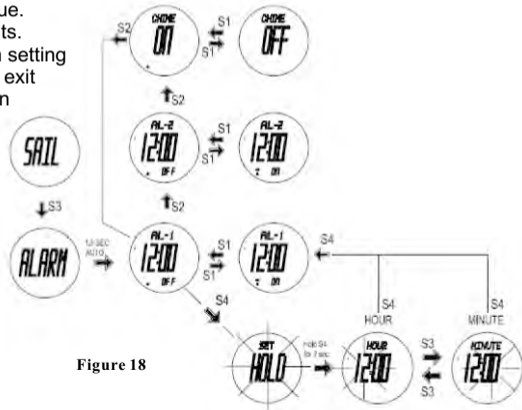 ue.
ts.
n setting
exit
n
S2
CHIME
ON
S1
S1
CHIME
OFF
S2
SAIL
AL-2
12:00
OFF
S1
S1
AL-2
12:00
ON
S3
S2
ALARM
AUTO
AL-1
12:00
OFF
S1
S1
AL-1
12:00
ON
S4
S4
S4
HOUR
S4
MINUTE
Figure 18
SET
HOLD
Hold S4
HOUR
12:00
S3
S3
MINUTE
12:00